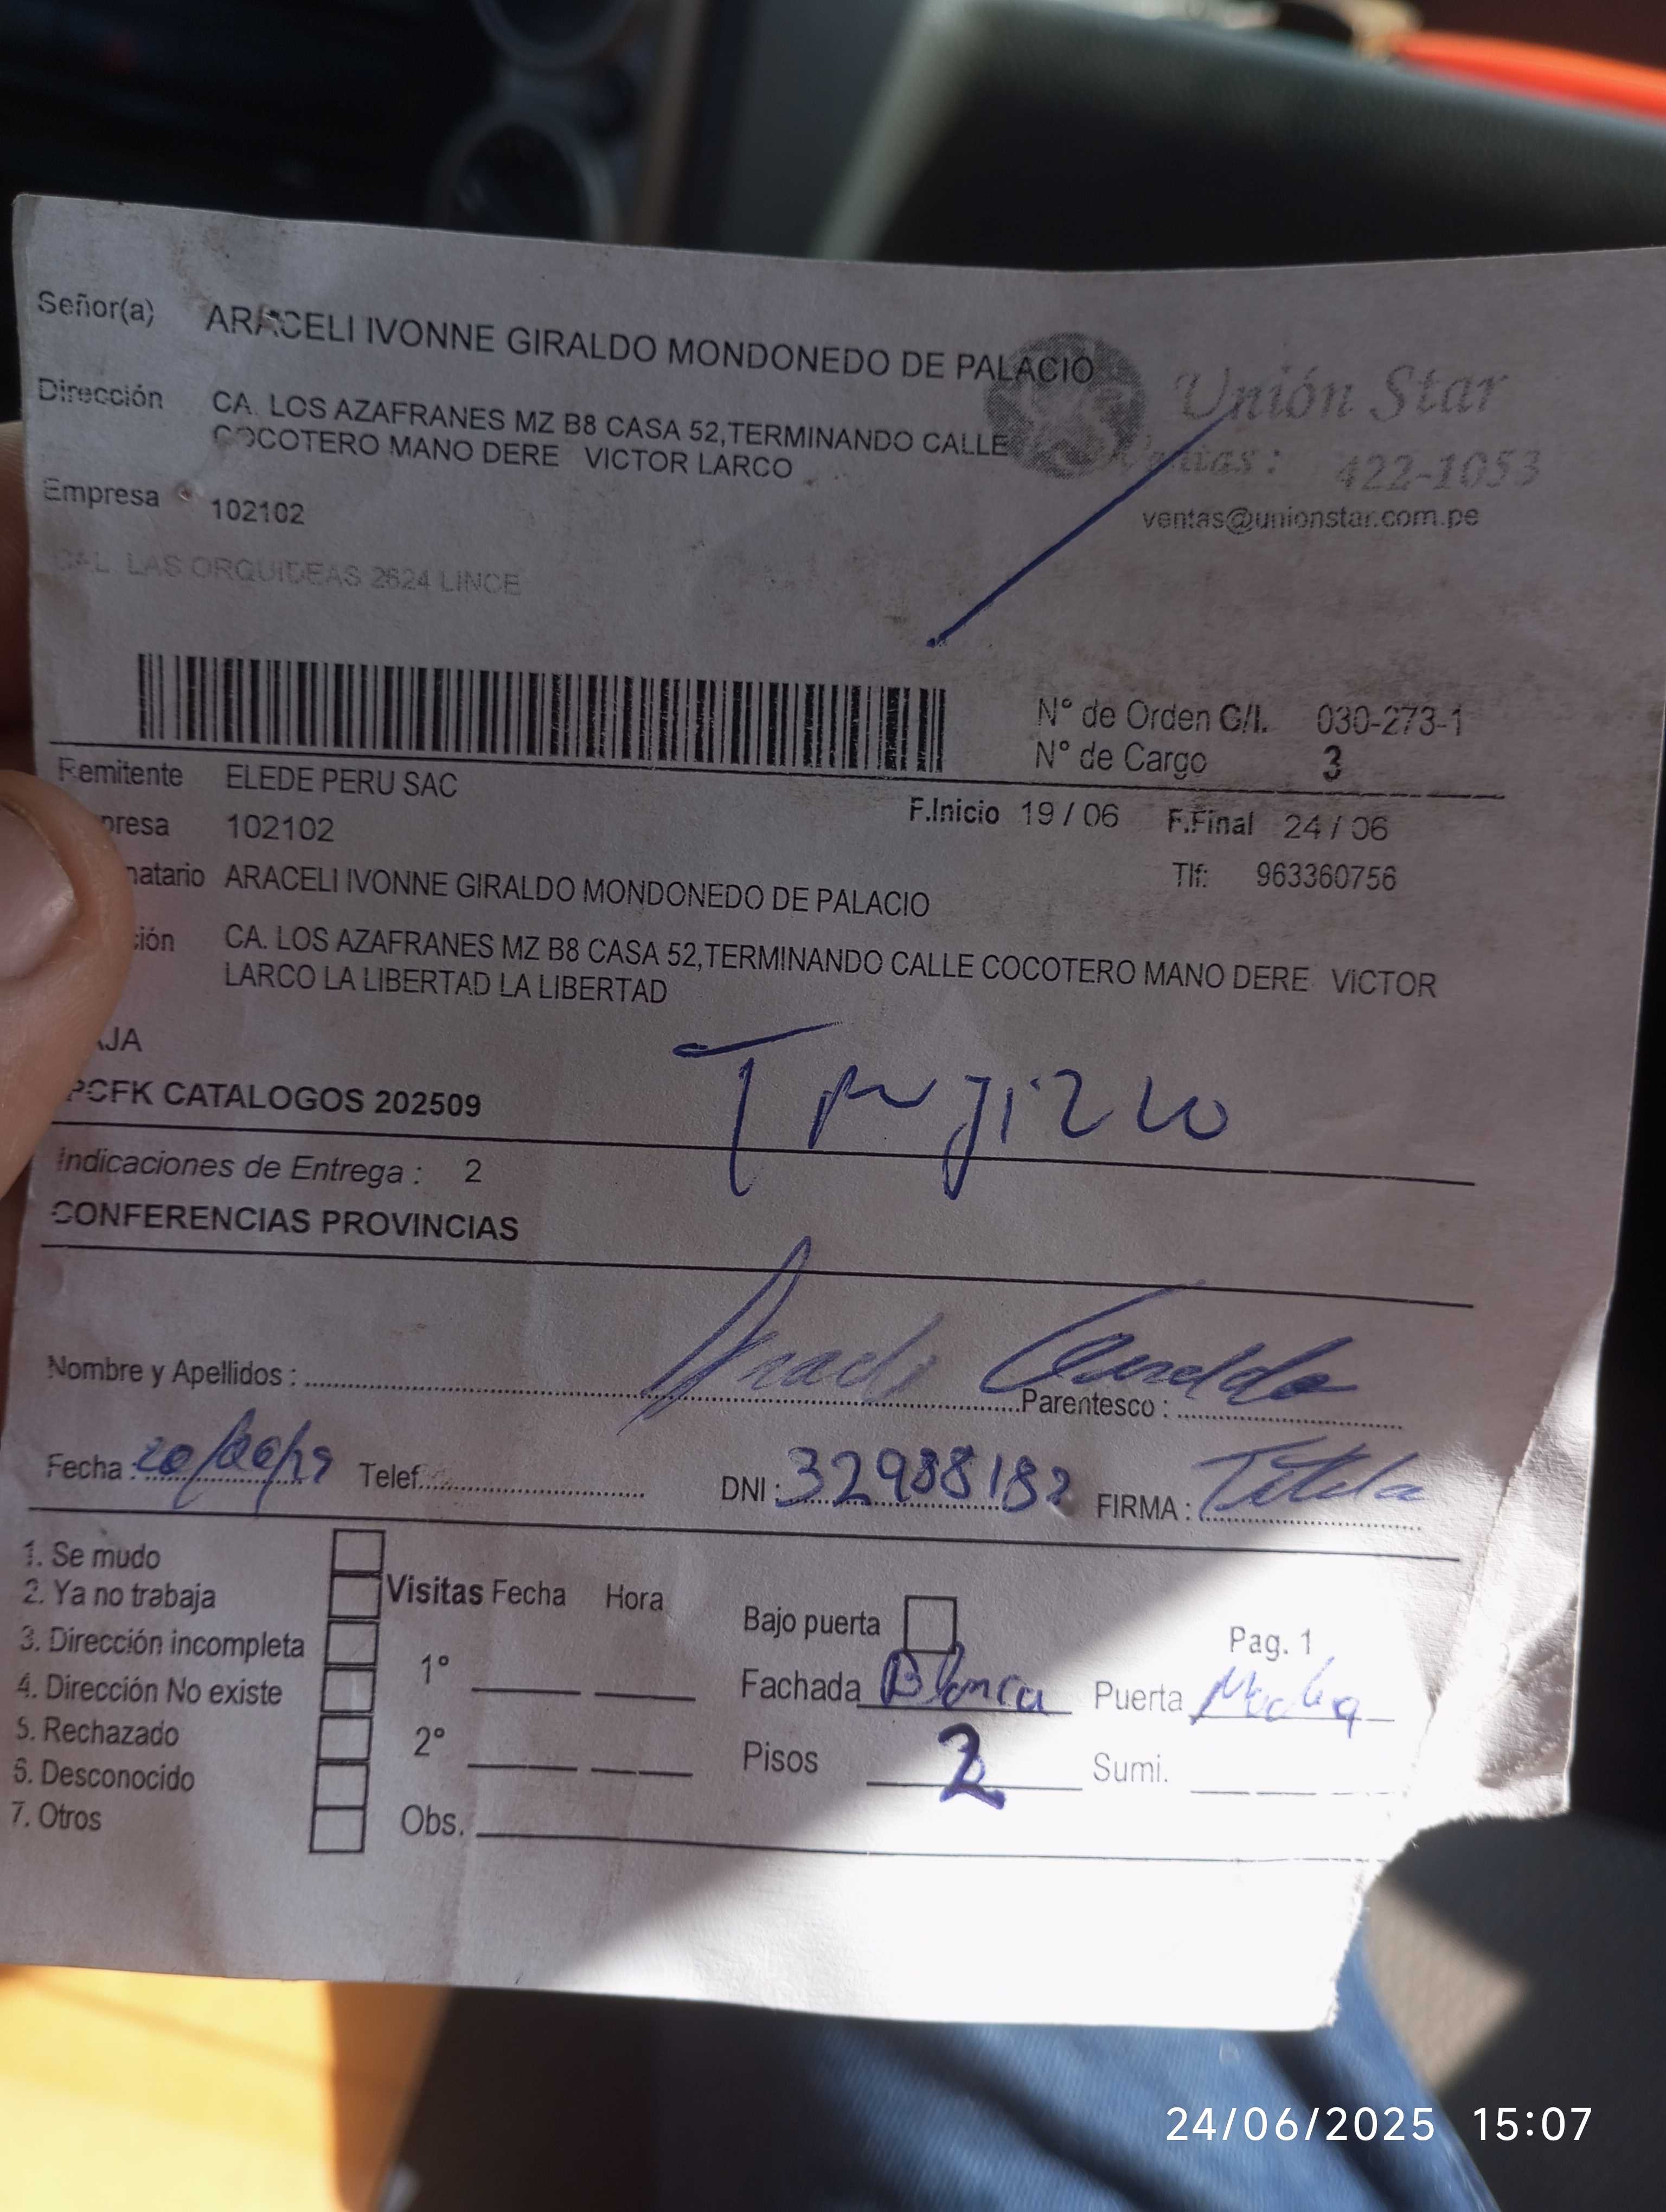 Señor(a) ARACELI IVONNE GIRALDO MONDONEDO DE PALACIO
Unión Star
Dirección CA. LOS AZAFRANES MZ B8 CASA 52,TERMINANDO CALLE
COCOTERO MANO DERE VICTOR LARCO
422-1053
Empresa 102102
ventas@unionstar.com.pe
CAL. LAS ORQUIDEAS 2624 LINCE
N° de Orden G/I. 030-273-1
N° de Cargo 3
Remitente ELEDE PERU SAC
F.Inicio 19 / 06 F.Final 24 / 06
presa 102102
Tlf: 963360756
natario ARACELI IVONNE GIRALDO MONDONEDO DE PALACIO
ción CA. LOS AZAFRANES MZ B8 CASA 52,TERMINANDO CALLE COCOTERO MANO DERE VICTOR
LARCO LA LIBERTAD LA LIBERTAD
AJA
PCFK CATALOGOS 202509
Indicaciones de Entrega : 2
CONFERENCIAS PROVINCIAS
Nombre y Apellidos :
Parentesco :
Fecha : Telef. DNI : 32988182 FIRMA :
1. Se mudo
2. Ya no trabaja
3. Dirección incompleta
4. Dirección No existe
5. Rechazado
6. Desconocido
7. Otros
Visitas Fecha Hora
1°
2°
Obs.
Bajo puerta
Pag. 1
Fachada Blanca Puerta
Pisos 2 Sumi.
24/06/2025 15:07